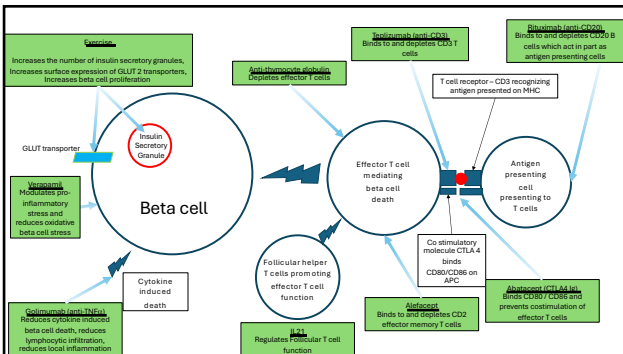 Exercise
Increases the number of insulin secretory granules,
Increases surface expression of GLUT 2 transporters,
Increases beta cell proliferation
Teplizumab (anti-CD3)
Binds to and depletes CD3 T
cells
Rituximab (anti-CD20)
Binds to and depletes CD20 B
cells which act in part as
antigen presenting cells
Anti-thymocyte globulin
Depletes effector T cells
T cell receptor – CD3 recognizing
antigen presented on MHC
GLUT transporter
Insulin
Secretory
Granule
Beta cell
Effector T cell
mediating
beta cell
death
Antigen
presenting
cell
presenting to
T cells
Verapamil
Modulates pro-
inflammatory
stress and
reduces oxidative
beta cell stress
Cytokine
induced
death
Follicular helper
T cells promoting
effector T cell
function
Co stimulatory
molecule CTLA 4
binds
CD80/CD86 on
APC
Golimumab (anti-TNFα)
Reduces cytokine induced
beta cell death, reduces
lymphocytic infiltration,
reduces local inflammation
IL21
Regulates Follicular T cell
function
Alefacept
Binds to and depletes CD2
effector memory T cells
Abatacept (CTLA4 Ig)
Binds CD80 / CD86 and
prevents costimulation of
effector T cells